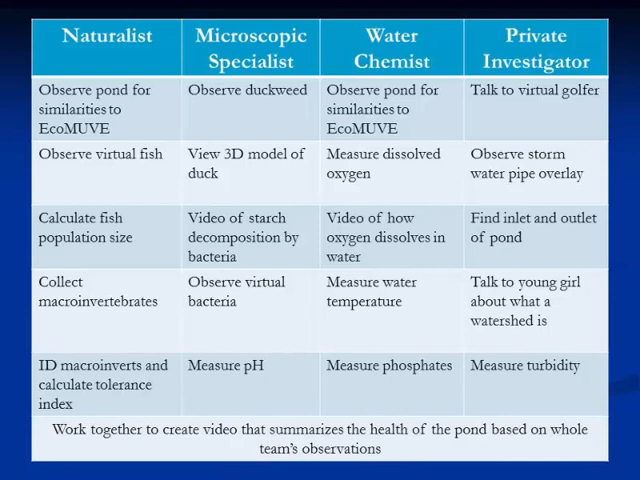 Naturalist
Microscopic
Specialist
Water
Chemist
Private
Investigator
Observe pond for
similarities to
EcoMUVE
Observe duckweed
Observe pond for
similarities to
EcoMUVE
Talk to virtual golfer
Observe virtual fish
View 3D model of
duck
Measure dissolved
oxygen
Observe storm
water pipe overlay
Calculate fish
population size
Video of starch
decomposition by
bacteria
Video of how
oxygen dissolves in
water
Find inlet and outlet
of pond
Collect
macroinvertebrates
Observe virtual
bacteria
Measure water
temperature
Talk to young girl
about what a
watershed is
ID macroinverts and
calculate tolerance
index
Measure pH
Measure phosphates
Measure turbidity
Work together to create video that summarizes the health of the pond based on whole
team's observations